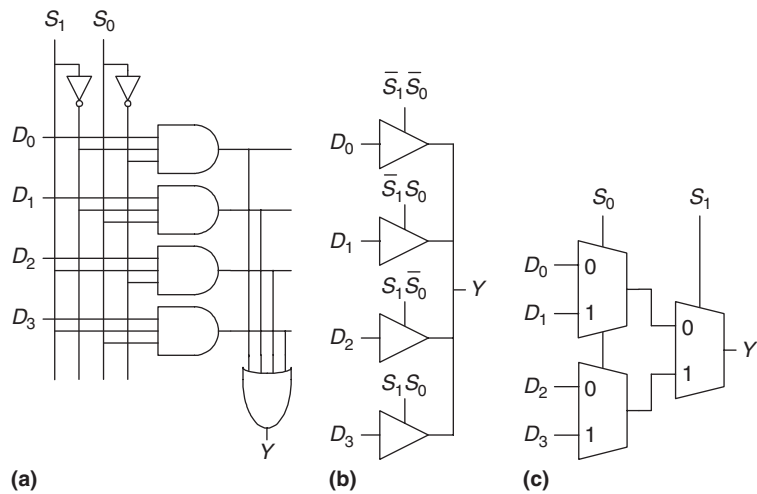 S₁ S₀
D₀
D₁
D₂
D₃
Y
(a)
S̅₁S̅₀
D₀
S̅₁S₀
D₁
S₁S̅₀
D₂
S₁S₀
D₃
Y
(b)
S₀ S₁
D₀ 0
D₁ 1
D₂ 0
D₃ 1
0
1
Y
(c)